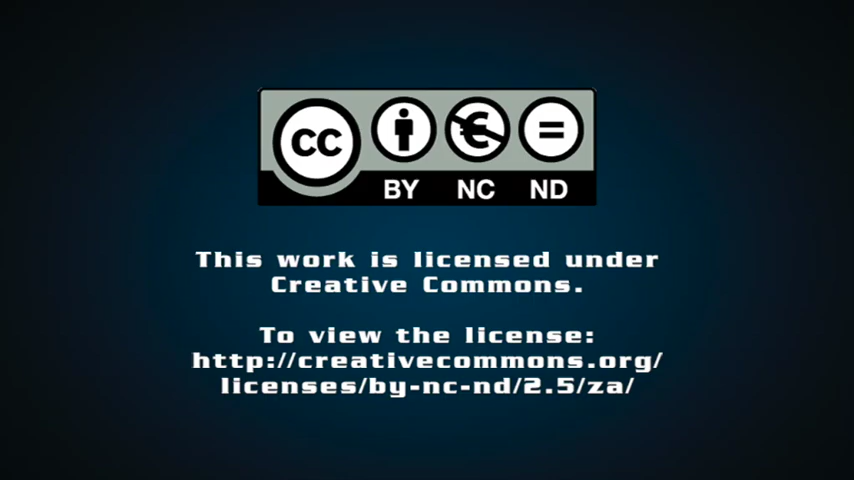 cc
BY NC ND
This work is licensed under
Creative Commons.
To view the license:
http://creativecommons.org/
licenses/by-nc-nd/2.5/za/